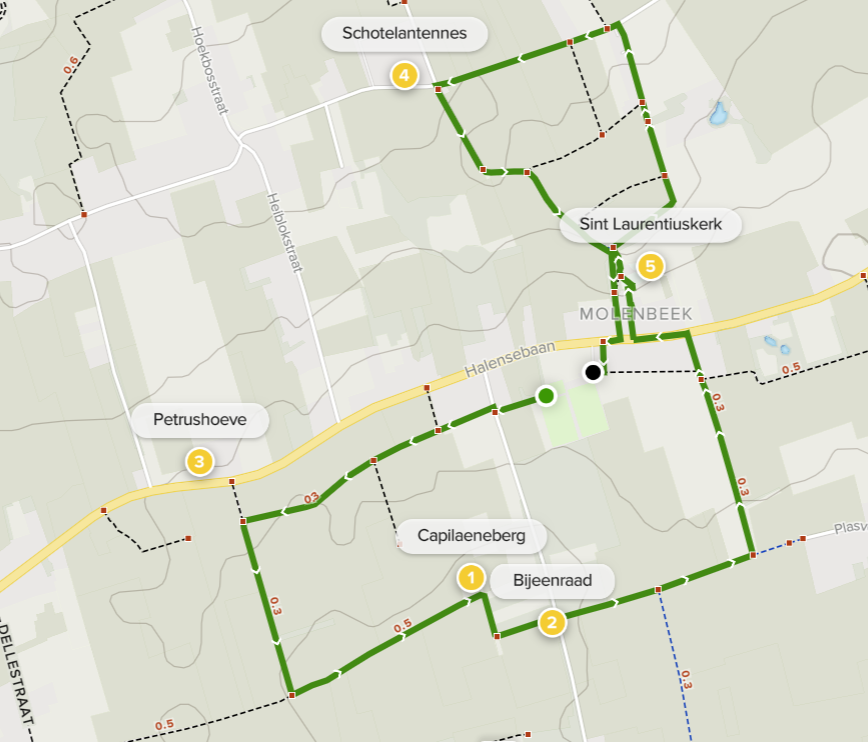 Schotelantennes
4
Hoekbosstraat
0.6
Helblokstraat
Sint Laurentiuskerk
5
MOLENBEEK
Halensebaan
0.5
0.3
Petrushoeve
3
0.3
0.3
Capilaeneberg
1
Bijeenraad
2
Plasv
0.3
0.5
0.3
DELLESTRAAT
0.5